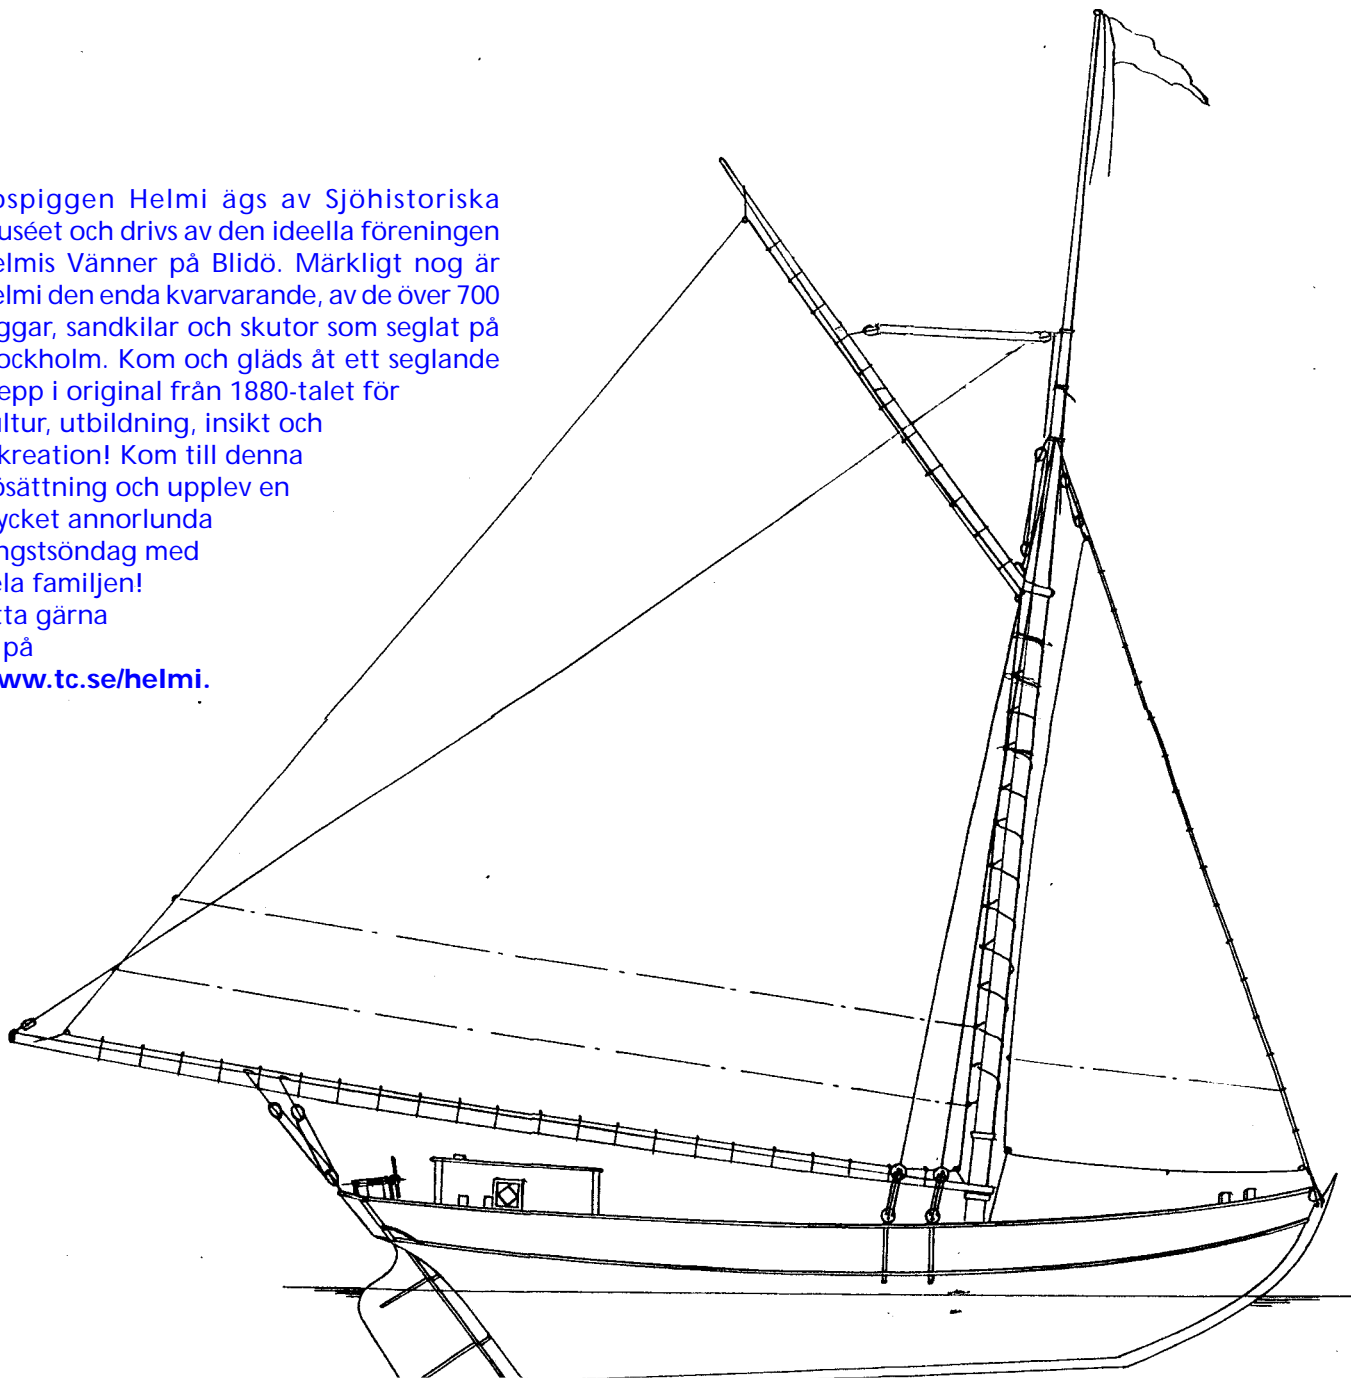 ospiggen Helmi ägs av Sjöhistoriska
uséet och drivs av den ideella föreningen
elmis Vänner på Blidö. Märkligt nog är
elmi den enda kvarvarande, av de över 700
ggar, sandkilar och skutor som seglat på
ockholm. Kom och gläds åt ett seglande
epp i original från 1880-talet för
ltur, utbildning, insikt och
kreation! Kom till denna
ösättning och upplev en
ycket annorlunda
ngstsöndag med
ela familjen!
tta gärna
på
ww.tc.se/helmi.